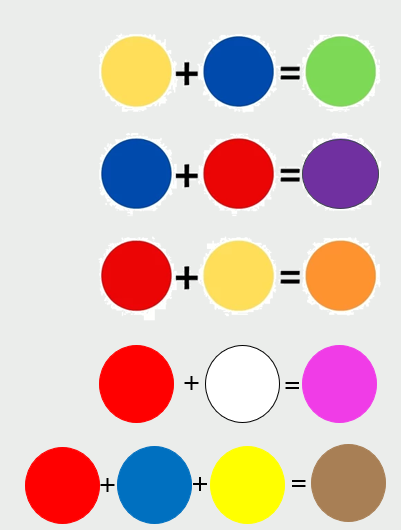 + =
+ =
+ =
+ =
+ + =